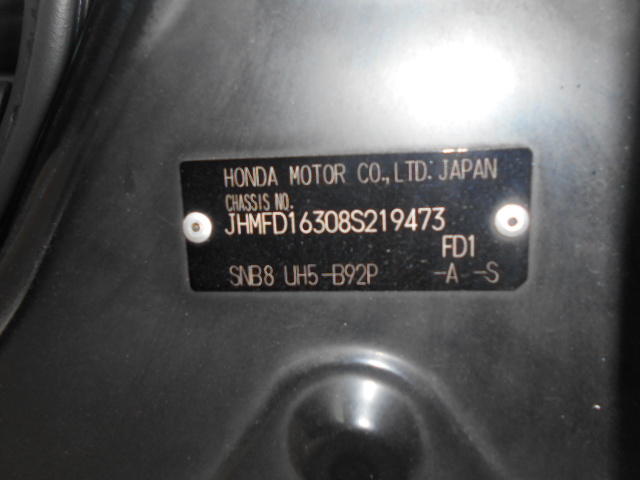 HONDA MOTOR CO.,LTD. JAPAN
CHASSIS NO.
JHMFD16308S219473
FD1
SNB8 UH5-B92P -A -S